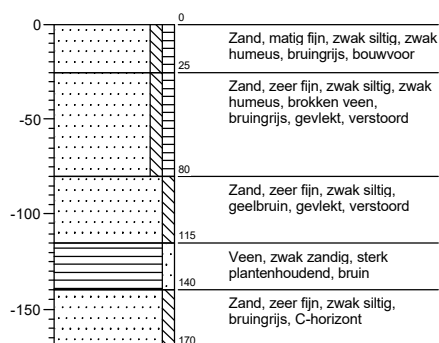 0
0
Zand, matig fijn, zwak siltig, zwak
humeus, bruingrijs, bouwvoor
25
Zand, zeer fijn, zwak siltig, zwak
humeus, brokken veen,
bruingrijs, gevlekt, verstoord
-50
80
Zand, zeer fijn, zwak siltig,
geelbruin, gevlekt, verstoord
-100
115
Veen, zwak zandig, sterk
plantenhoudend, bruin
140
Zand, zeer fijn, zwak siltig,
bruingrijs, C-horizont
-150
170